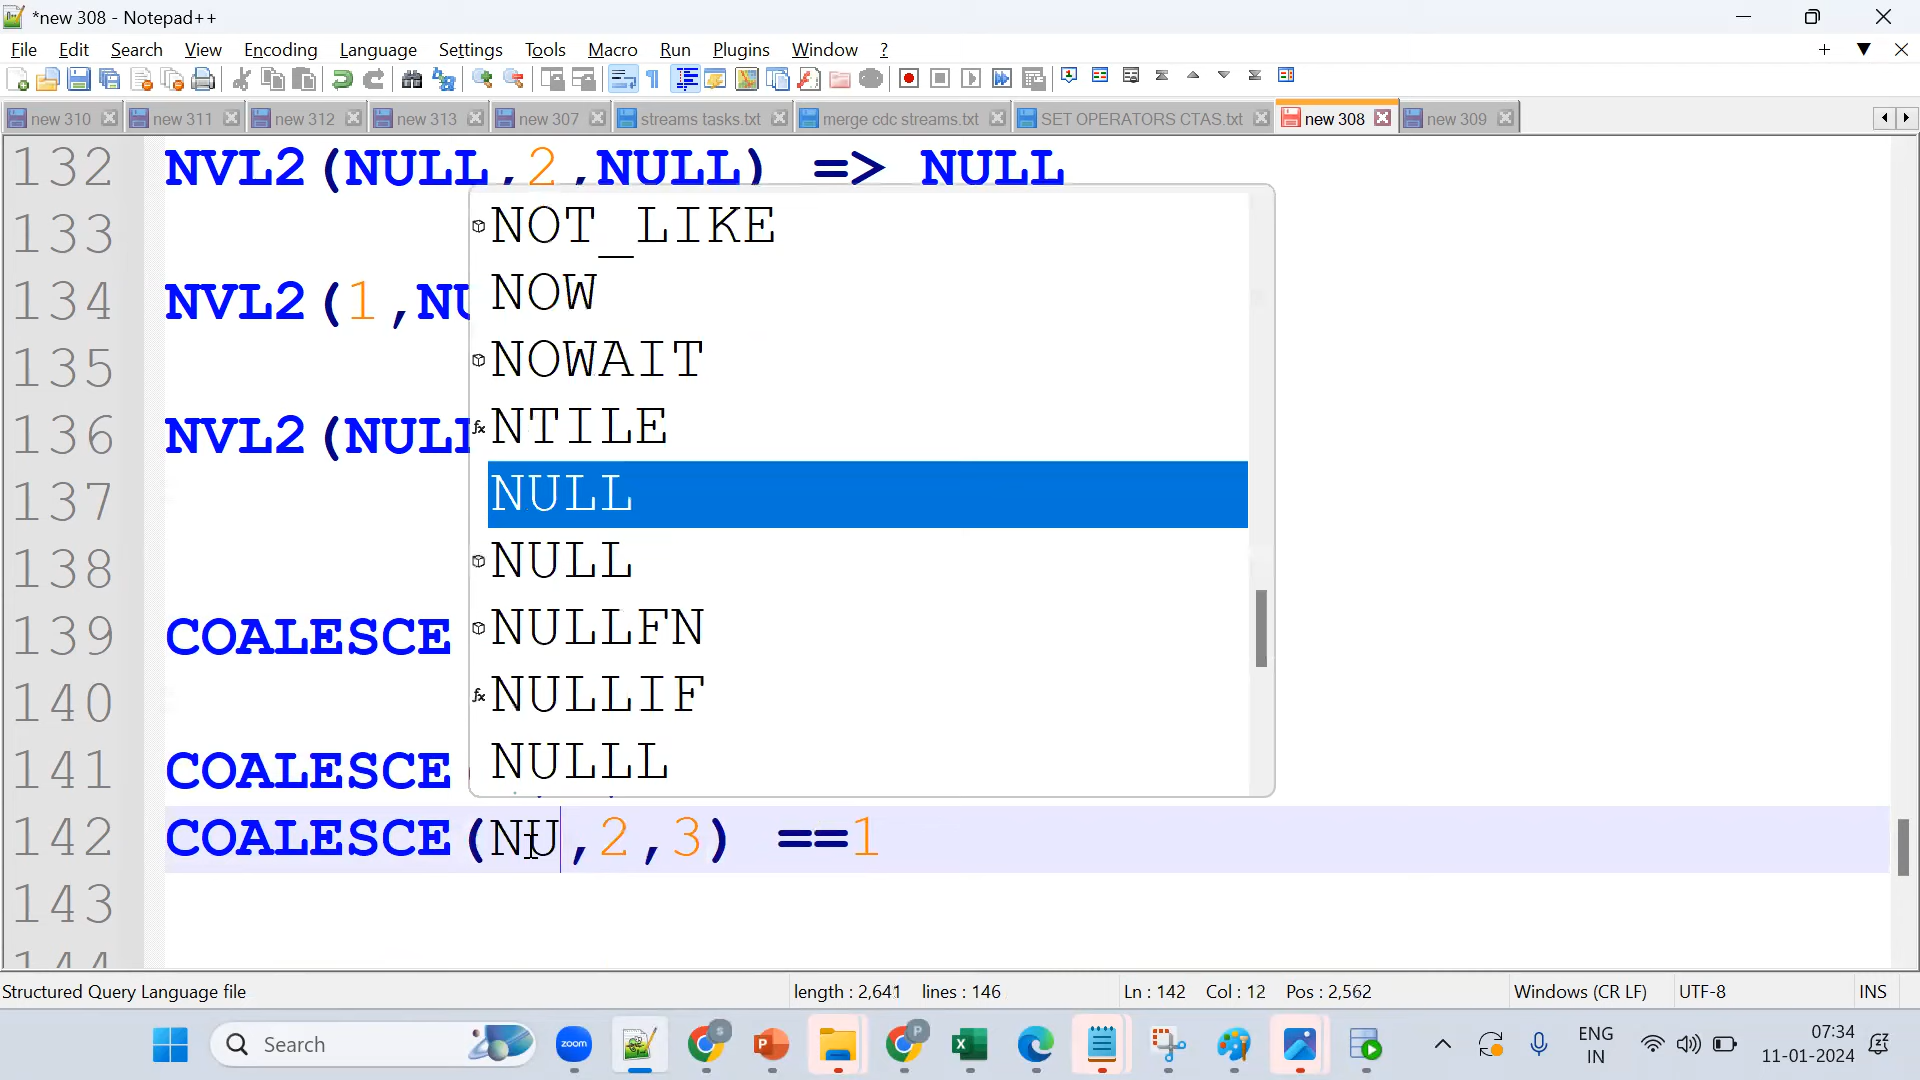 *new 308 - Notepad++
File Edit Search View Encoding Language Settings Tools Macro Run Plugins Window ?
new 310 new 311 new 312 new 313 new 307 streams tasks.txt merge cdc streams.txt SET OPERATORS CTAS.txt new 308 new 309
132 NVL2(NULL,2,NULL) => NULL
133
134 NVL2(1,NU
135
136 NVL2(NULL
137
138
139 COALESCE
140
141 COALESCE
142 COALESCE(NU,2,3) ==1
143
144
NOT_LIKE
NOW
NOWAIT
NTILE
NULL
NULL
NULLFN
NULLIF
NULLL
Structured Query Language file length : 2,641 lines : 146 Ln : 142 Col : 12 Pos : 2,562 Windows (CR LF) UTF-8 INS
Search zoom S P P X ENG 07:34
IN 11-01-2024